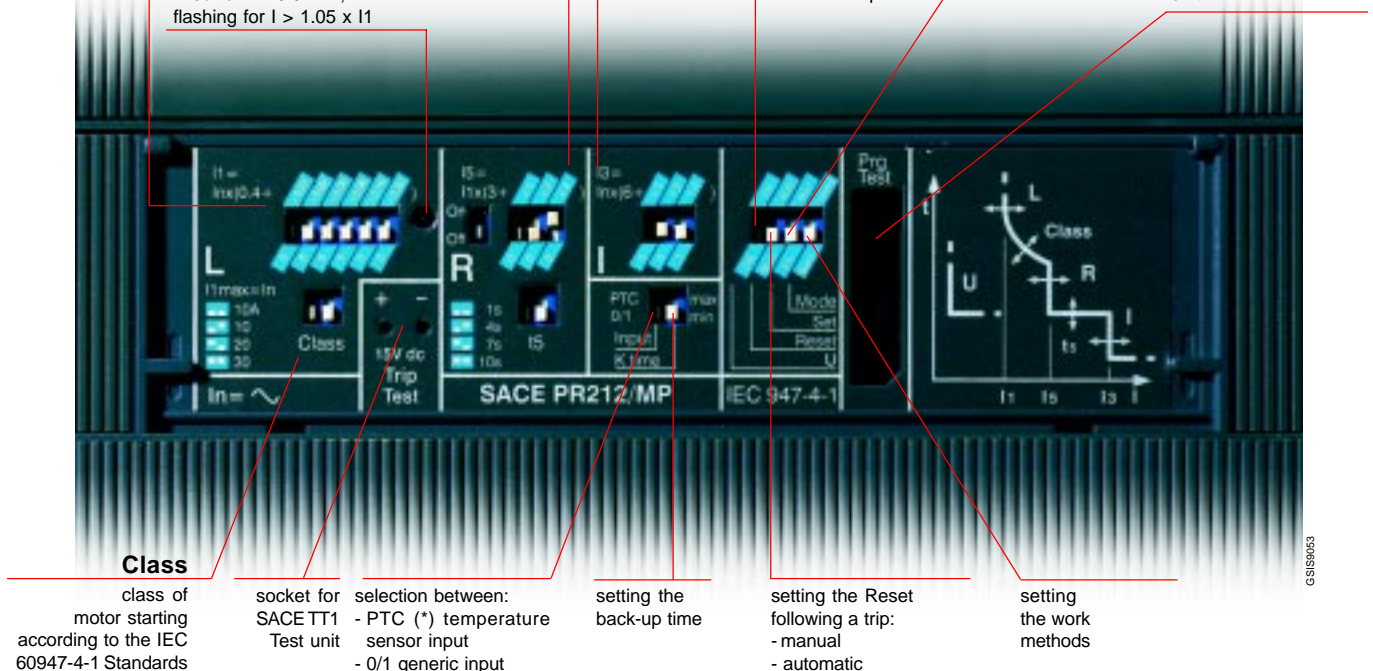 flashing for I > 1.05 x I1
I1 =
Inx(0.4+
)
I5 =
I1x(3+
)
I3=
Inx(6+
)
Prg
Test
On
Off
L
R
I
I1max=In
10A
10
20
30
Class
+ -
15V dc
Trip
Test
1s
4s
7s
10s
t5
PTC
0/1
max
min
Input
K time
Mode
Set
Reset
U
In= ~
SACE PR212/MP
IEC 947-4-1
t
L
Class
U
R
I
t5
I1 I5 I3 I
GSIS9053
Class
class of
motor starting
according to the IEC
60947-4-1 Standards
socket for
SACE TT1
Test unit
selection between:
- PTC (*) temperature
sensor input
- 0/1 generic input
setting the
back-up time
setting the Reset
following a trip:
- manual
- automatic
setting
the work
methods